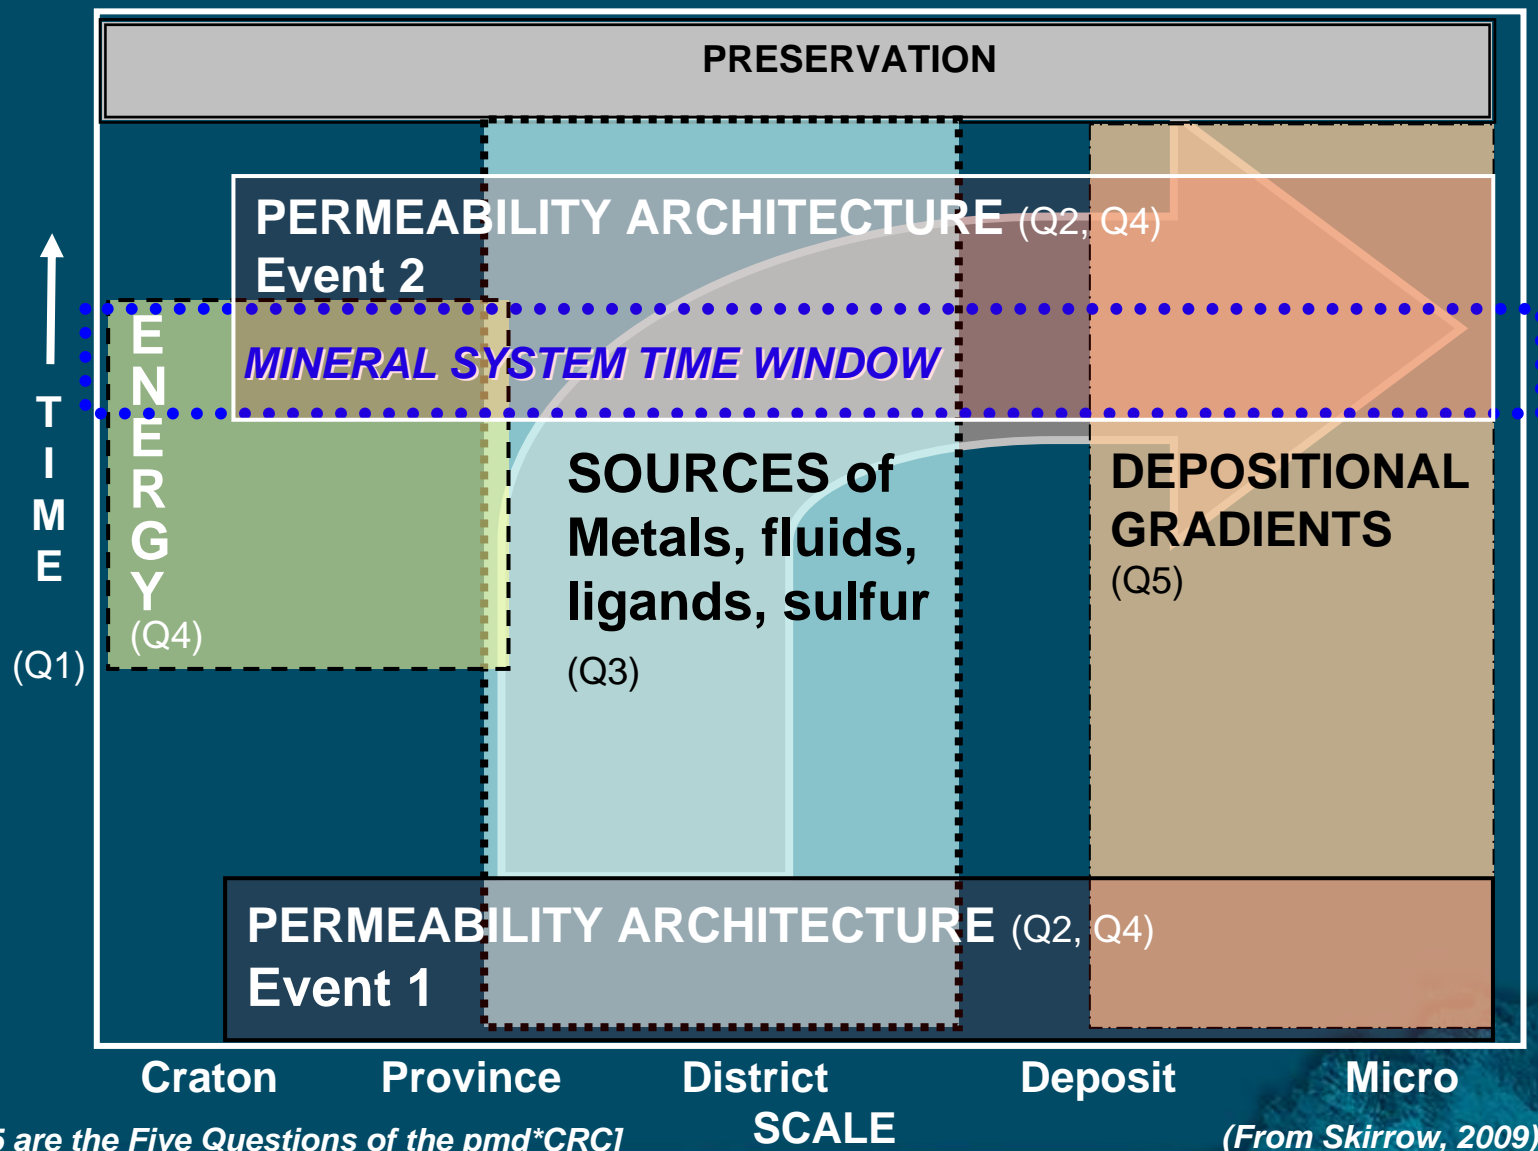 PRESERVATION
PERMEABILITY ARCHITECTURE (Q2, Q4)
Event 2
MINERAL SYSTEM TIME WINDOW
TIME
(Q1)
ENERGY
(Q4)
SOURCES of
Metals, fluids,
ligands, sulfur
(Q3)
DEPOSITIONAL
GRADIENTS
(Q5)
PERMEABILITY ARCHITECTURE (Q2, Q4)
Event 1
Craton Province District Deposit Micro
SCALE
5 are the Five Questions of the pmd*CRC]
(From Skirrow, 2009)